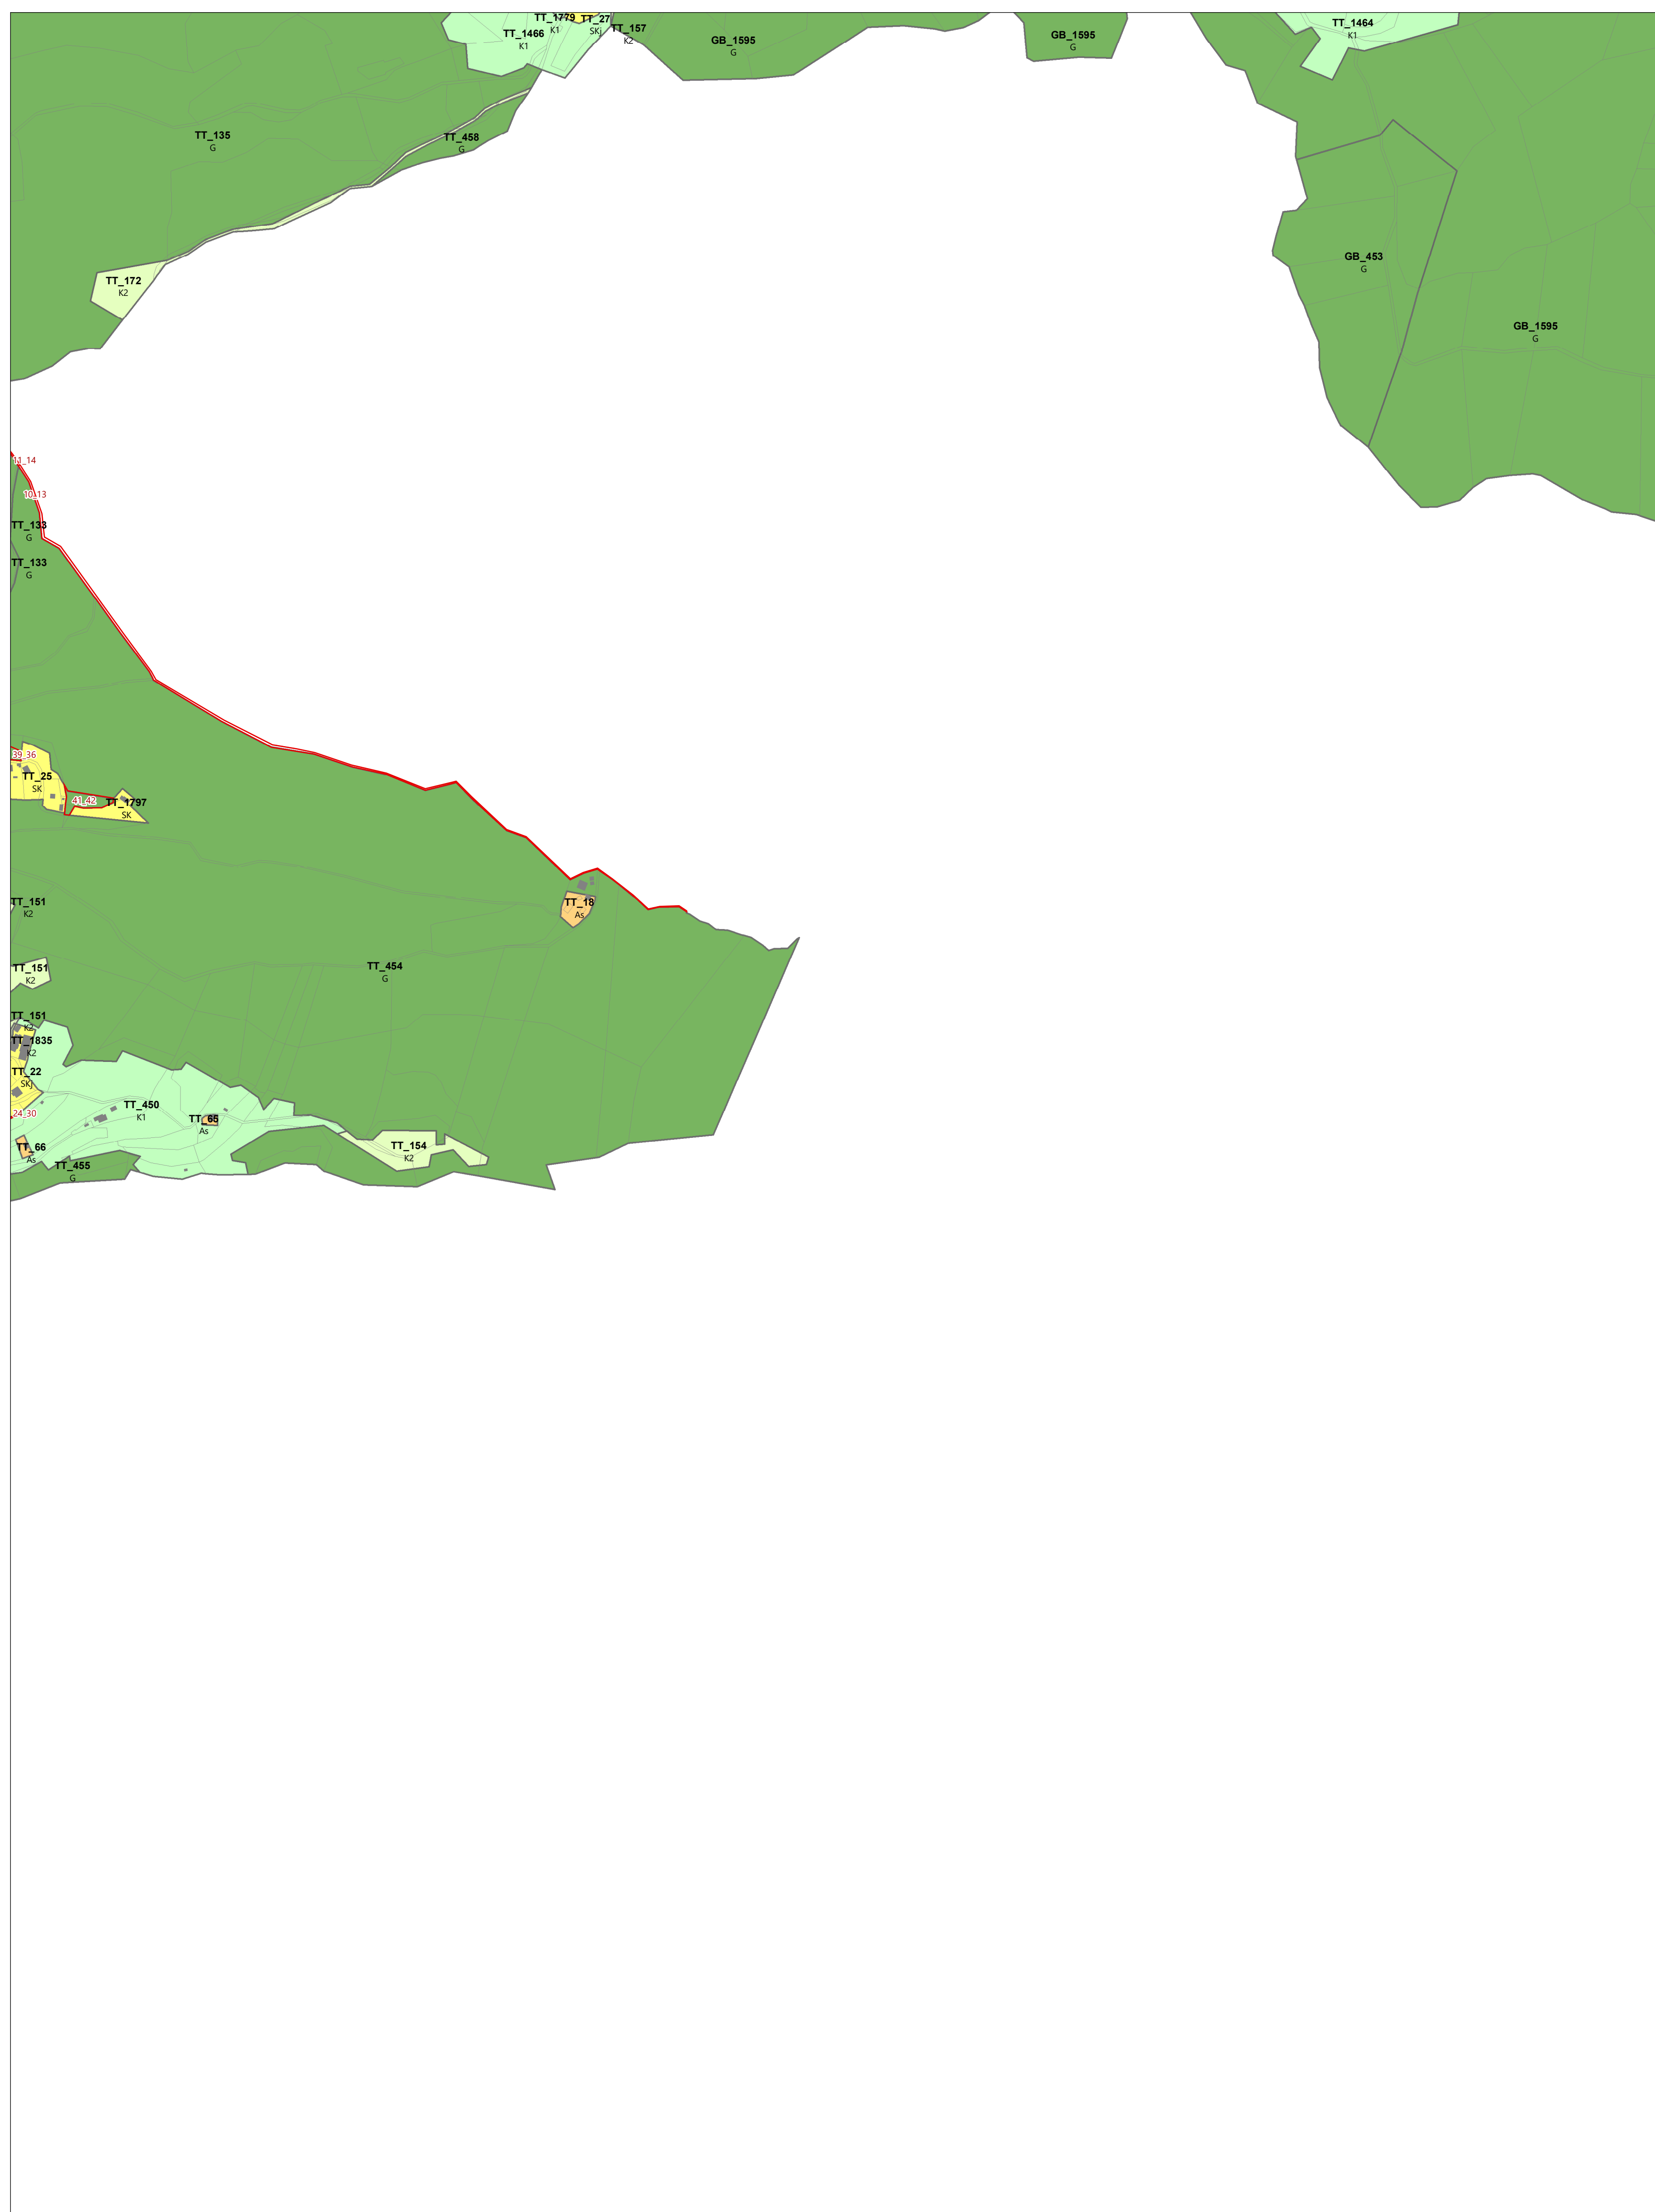 TT_1779
K1
TT_27
SKj
TT_157
K2
TT_1466
K1
GB_1595
G
GB_1595
G
TT_1464
K1
TT_135
G
TT_458
G
GB_453
G
TT_172
K2
GB_1595
G
11_14
10_13
TT_133
G
TT_133
G
39_36
TT_25
SK
41_42
TT_1797
SK
TT_151
K2
TT_18
As
TT_151
K2
TT_454
G
TT_151
K2
TT_1835
K2
TT_22
SKj
24_30
TT_450
K1
TT_65
As
TT_66
As
TT_154
K2
TT_455
G